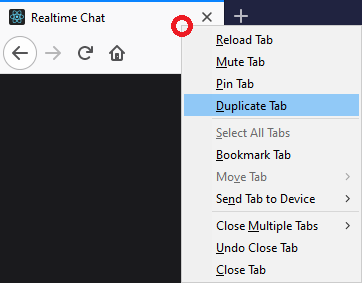 Realtime Chat
Reload Tab
Mute Tab
Pin Tab
Duplicate Tab
Select All Tabs
Bookmark Tab
Move Tab
Send Tab to Device
Close Multiple Tabs
Undo Close Tab
Close Tab